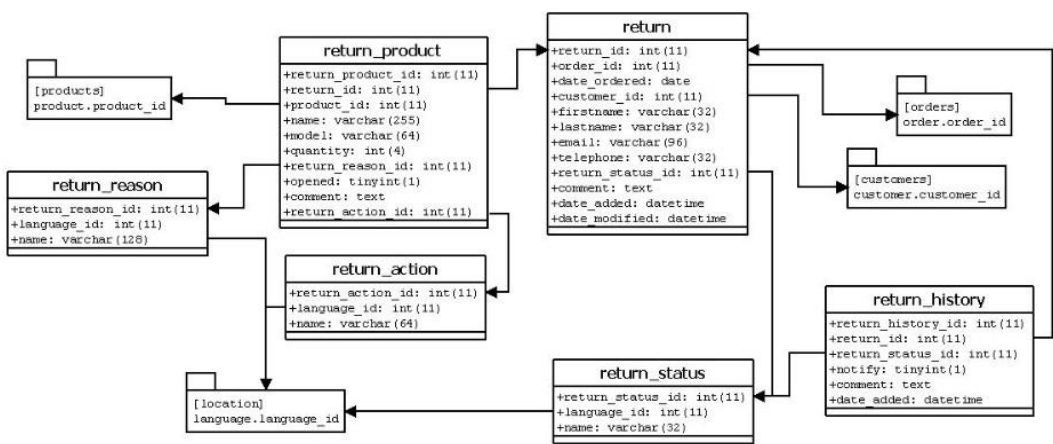 return_product
+return_product_id: int(11)
+return_id: int(11)
+product_id: int(11)
+name: varchar(255)
+model: varchar(64)
+quantity: int(4)
+return_reason_id: int(11)
+opened: tinyint(1)
+comment: text
+return_action_id: int(11)
return
+return_id: int(11)
+order_id: int(11)
+date_ordered: date
+customer_id: int(11)
+firstname: varchar(32)
+lastname: varchar(32)
+email: varchar(96)
+telephone: varchar(32)
+return_status_id: int(11)
+comment: text
+date_added: datetime
+date_modified: datetime
[products]
product.product_id
[orders]
order.order_id
[customers]
customer.customer_id
return_reason
+return_reason_id: int(11)
+language_id: int(11)
+name: varchar(128)
return_action
+return_action_id: int(11)
+language_id: int(11)
+name: varchar(64)
return_history
+return_history_id: int(11)
+return_id: int(11)
+return_status_id: int(11)
+notify: tinyint(1)
+comment: text
+date_added: datetime
return_status
+return_status_id: int(11)
+language_id: int(11)
+name: varchar(32)
[location]
language.language_id